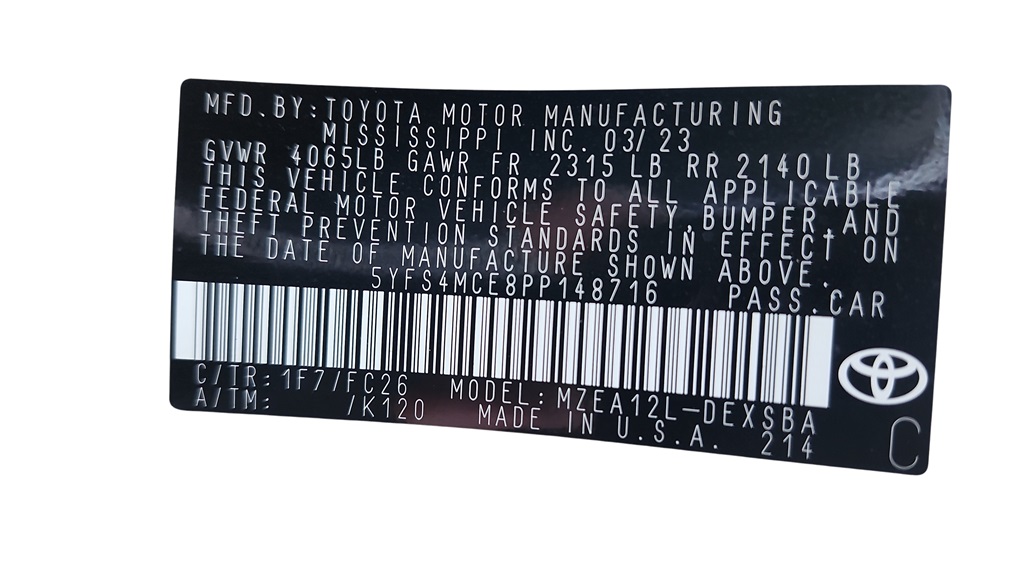 MFD.BY:TOYOTA MOTOR MANUFACTURING
MISSISSIPPI INC. 03/23
GVWR 4065LB GAWR FR 2315 LB RR 2140 LB
THIS VEHICLE CONFORMS TO ALL APPLICABLE
FEDERAL MOTOR VEHICLE SAFETY,BUMPER,AND
THEFT PREVENTION STANDARDS IN EFFECT ON
THE DATE OF MANUFACTURE SHOWN ABOVE.
5YFS4MCE8PP148716 PASS.CAR
C/TR: 1F7/FC26 MODEL: MZEA12L-DEXSBA
A/TM: /K120 MADE IN U.S.A. 214
C